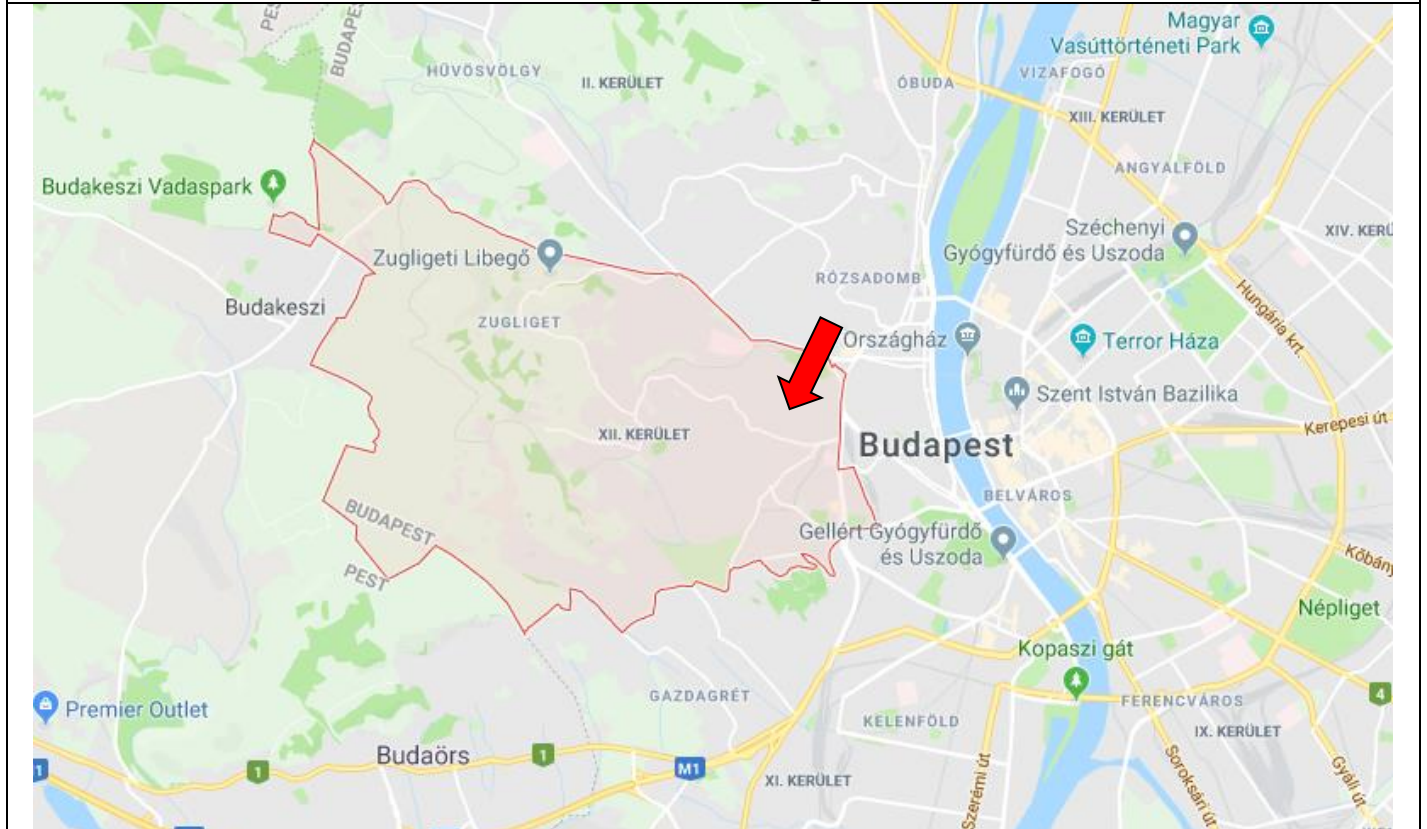 PES
BUDAPE
HŰVÖSVÖLGY
II. KERÜLET
ÓBUDA
Magyar
Vasúttörténeti Park
VIZAFOGÓ
XIII. KERÜLET
ANGYALFÖLD
Budakeszi Vadaspark
Széchenyi
Gyógyfürdő és Uszoda
XIV. KERÜ
Zugligeti Libegő
RÓZSADOMB
Hungária krt.
Budakeszi
ZUGLIGET
Országház
Terror Háza
Szent István Bazilika
XII. KERÜLET
Budapest
Kerepesi út
BELVÁROS
BUDAPEST
PEST
Gellért Gyógyfürdő
és Uszoda
Kőbány
Népliget
Kopaszi gát
GAZDAGRÉT
Premier Outlet
KELENFÖLD
FERENCVÁROS
4
IX. KERÜLET
Budaörs
1
1
1
M1
XI. KERÜLET
Szerémi út
Soroksári út
Gyáli út